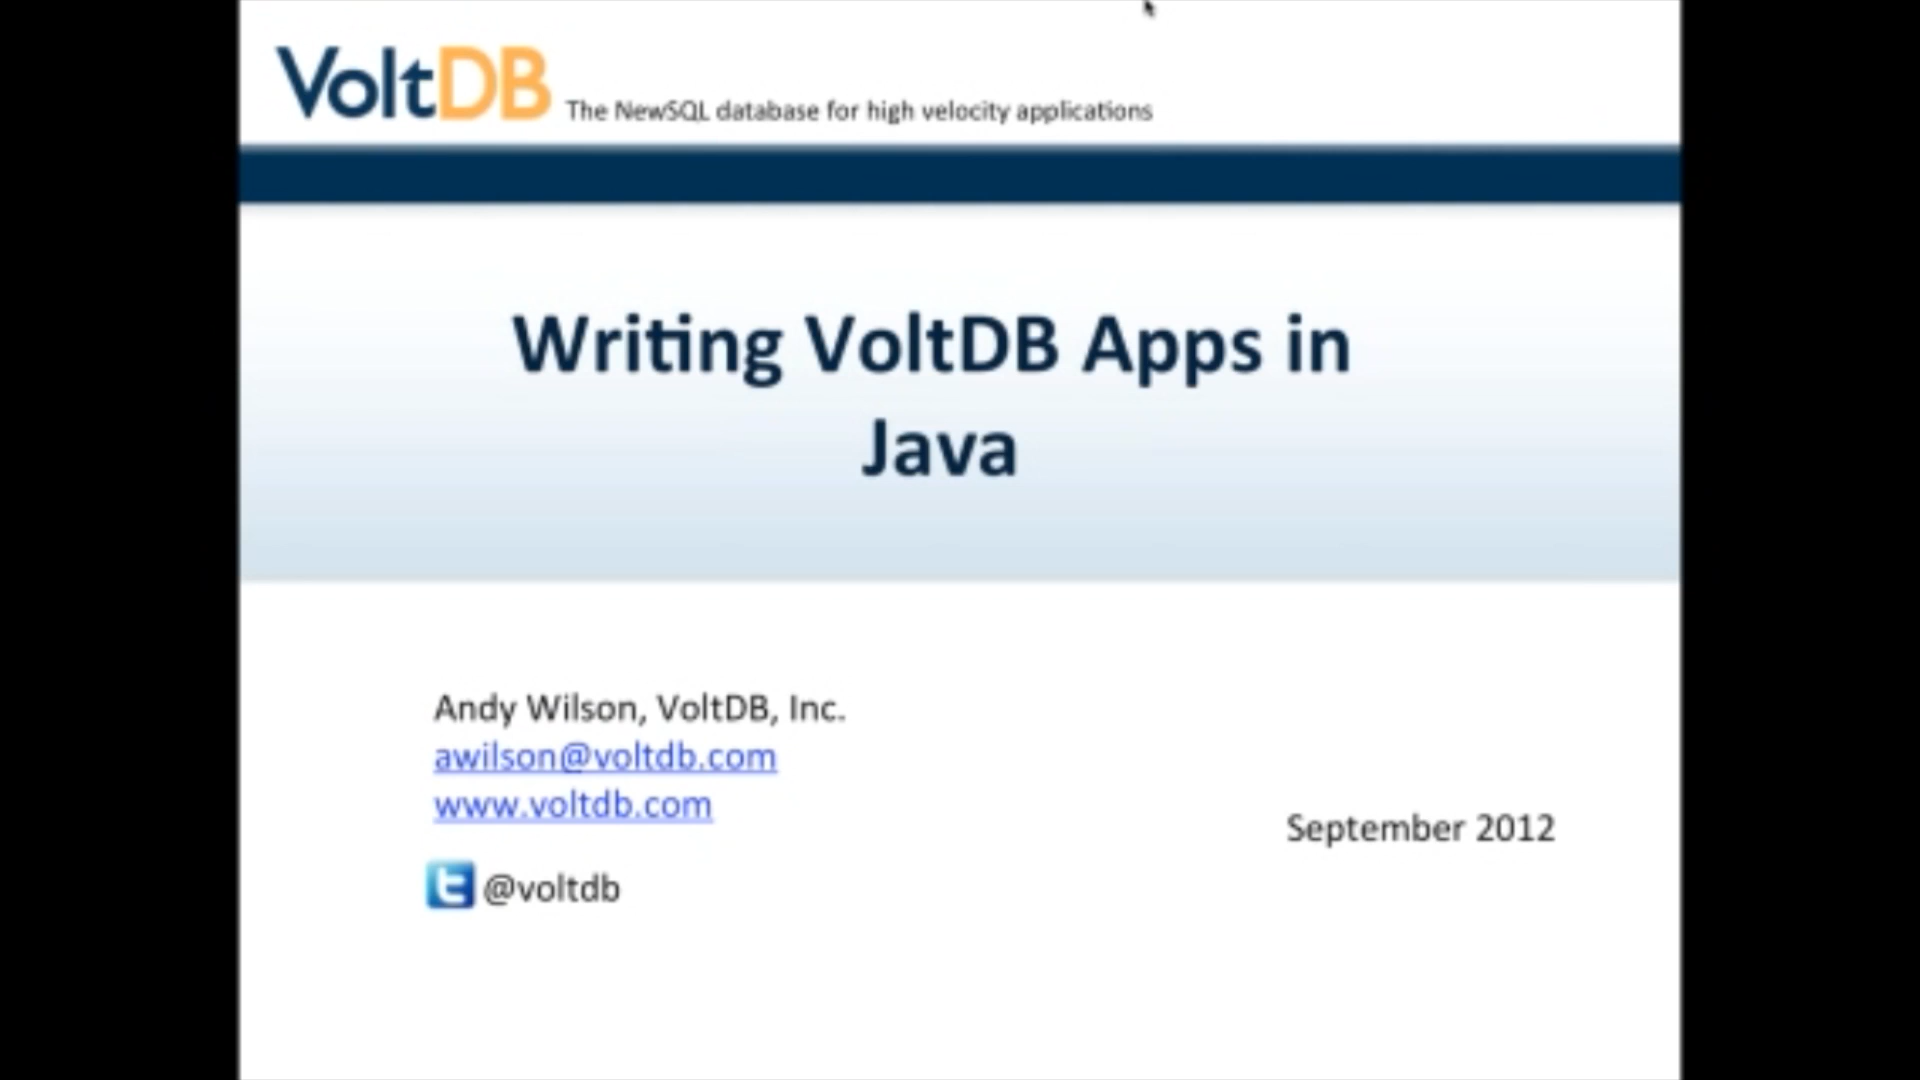 VoltDB The NewSQL database for high velocity applications
Writing VoltDB Apps in
Java
Andy Wilson, VoltDB, Inc.
awilson@voltdb.com
www.voltdb.com
September 2012
@voltdb